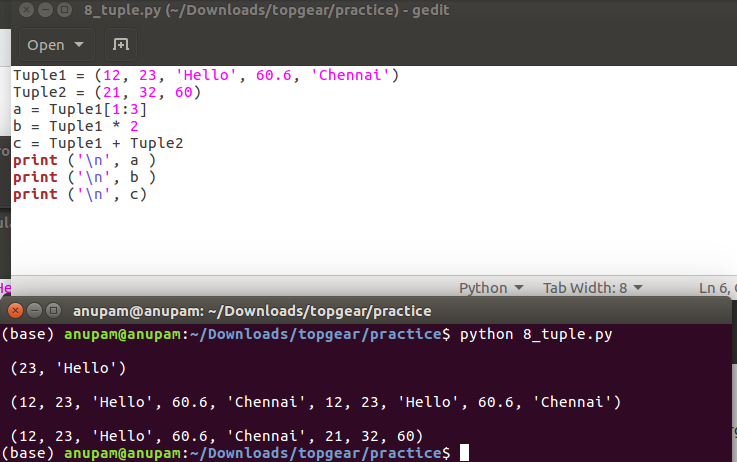 8_tuple.py (~/Downloads/topgear/practice) - gedit
Open
Tuple1 = (12, 23, 'Hello', 60.6, 'Chennai')
Tuple2 = (21, 32, 60)
a = Tuple1[1:3]
b = Tuple1 * 2
c = Tuple1 + Tuple2
print ('\n', a )
print ('\n', b )
print ('\n', c)
Python Tab Width: 8 Ln 6, C
anupam@anupam: ~/Downloads/topgear/practice
(base) anupam@anupam:~/Downloads/topgear/practice$ python 8_tuple.py
(23, 'Hello')
(12, 23, 'Hello', 60.6, 'Chennai', 12, 23, 'Hello', 60.6, 'Chennai')
(12, 23, 'Hello', 60.6, 'Chennai', 21, 32, 60)
(base) anupam@anupam:~/Downloads/topgear/practice$